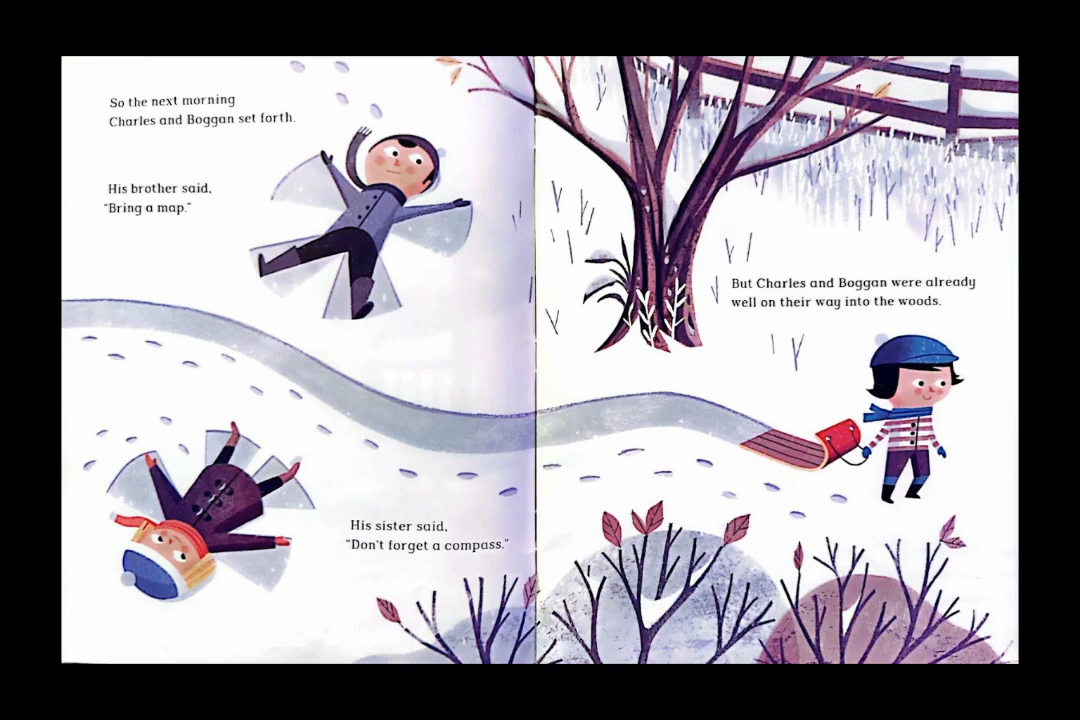 So the next morning
Charles and Boggan set forth.
His brother said,
“Bring a map.”
His sister said,
“Don't forget a compass.”
But Charles and Boggan were already
well on their way into the woods.